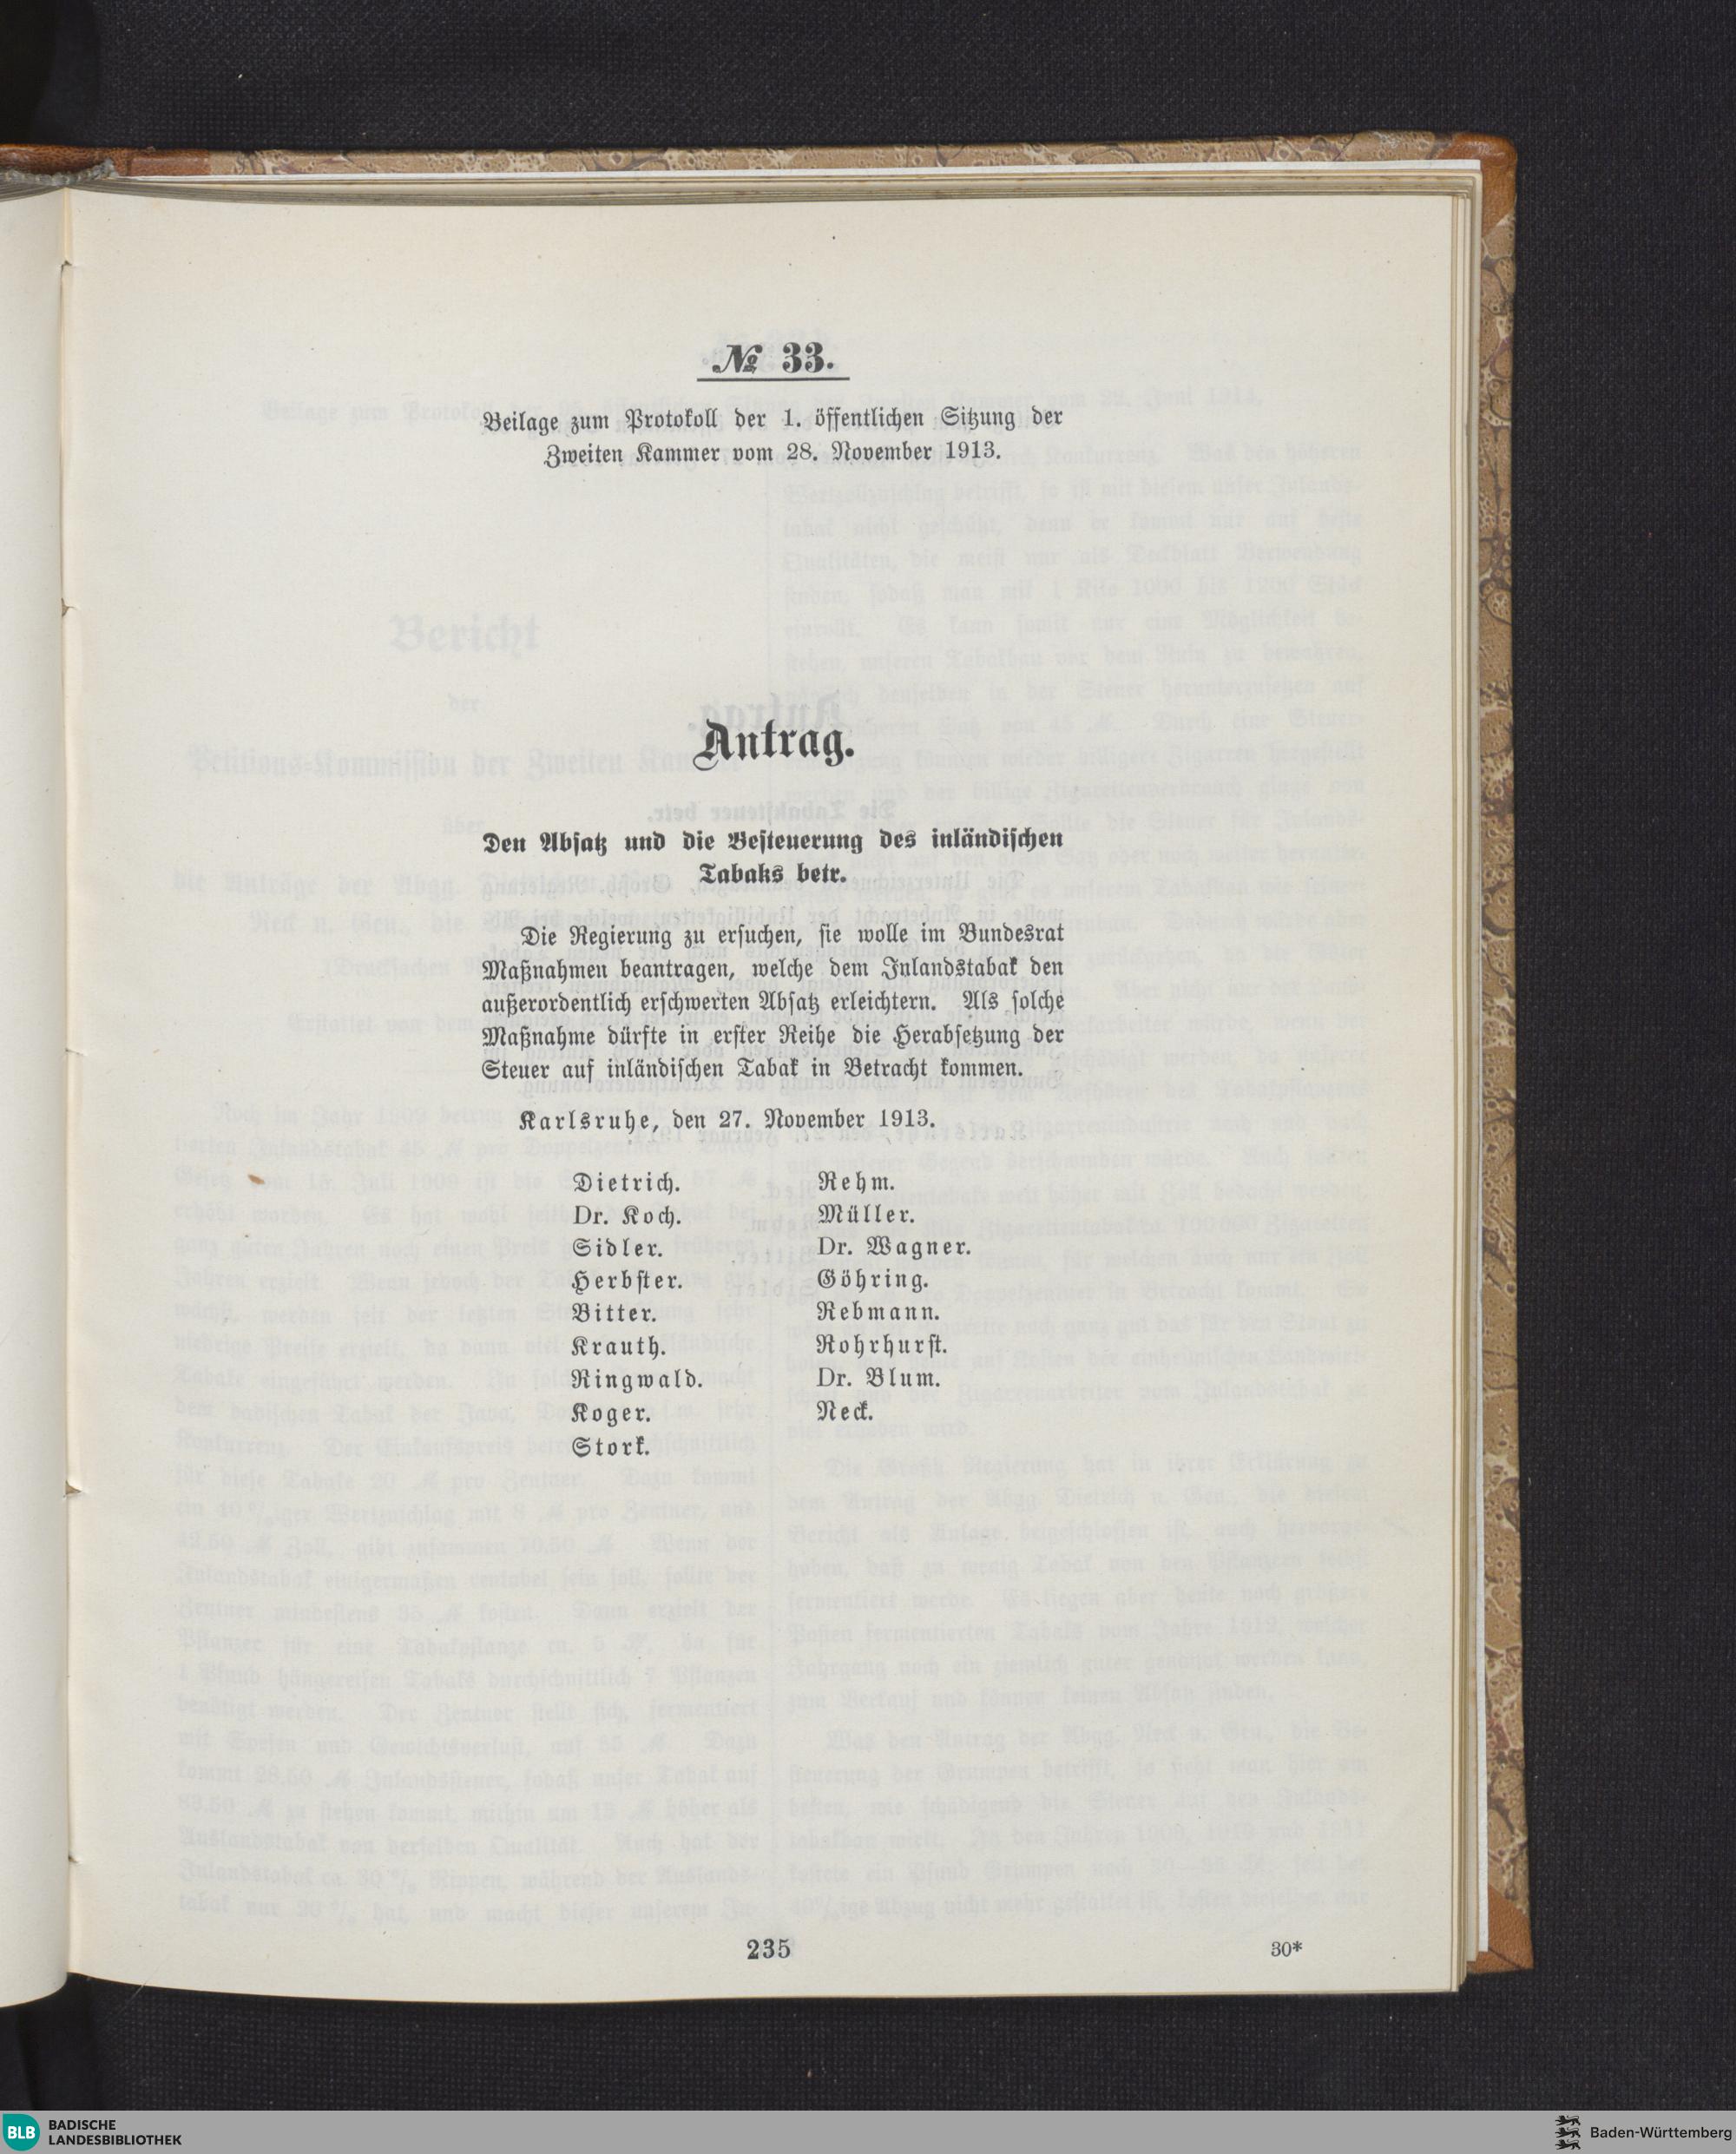 № 33.
Beilage zum Protokoll der 1. öffentlichen Sitzung der
Zweiten Kammer vom 28. November 1913.
Antrag.
Den Absatz und die Besteuerung des inländischen
Tabaks betr.
Die Regierung zu ersuchen, sie wolle im Bundesrat
Maßnahmen beantragen, welche dem Inlandstabak den
außerordentlich erschwerten Absatz erleichtern. Als solche
Maßnahme dürfte in erster Reihe die Herabsetzung der
Steuer auf inländischen Tabak in Betracht kommen.
Karlsruhe, den 27. November 1913.
Dietrich.
Dr. Koch.
Sidler.
Herbster.
Bitter.
Krauth.
Ringwald.
Koger.
Stork.
Rehm.
Müller.
Dr. Wagner.
Göhring.
Rebmann.
Rohrhurst.
Dr. Blum.
Neck.
235
30*
BLB
BADISCHE
LANDESBIBLIOTHEK
Baden-Württemberg